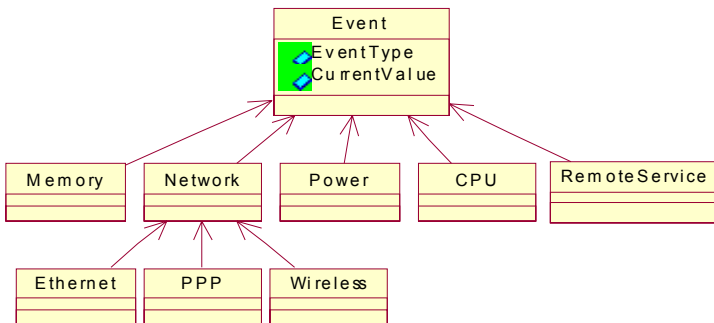 Event
EventType
CurrentValue
Memory
Network
Power
CPU
RemoteService
Ethernet
PPP
Wireless